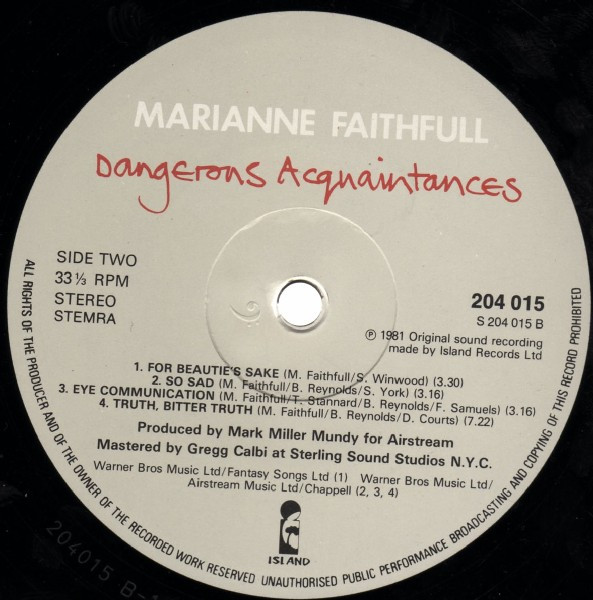 MARIANNE FAITHFULL
Dangerous Acquaintances
SIDE TWO
33⅓ RPM
STEREO
STEMRA
204 015
S 204 015 B
℗ 1981 Original sound recording
made by Island Records Ltd
1. FOR BEAUTIE'S SAKE (M. Faithfull/S. Winwood) (3.30)
2. SO SAD (M. Faithfull/B. Reynolds/S. York) (3.16)
3. EYE COMMUNICATION (M. Faithfull/T. Stannard/B. Reynolds/F. Samuels) (3.16)
4. TRUTH, BITTER TRUTH (M. Faithfull/B. Reynolds/D. Courts) (7.22)
Produced by Mark Miller Mundy for Airstream
Mastered by Gregg Calbi at Sterling Sound Studios N.Y.C.
Warner Bros Music Ltd/Fantasy Songs Ltd (1) Warner Bros Music Ltd/
Airstream Music Ltd/Chappell (2, 3, 4)
ISLAND
ALL RIGHTS OF THE PRODUCER AND OF THE OWNER OF THE RECORDED WORK RESERVED UNAUTHORISED PUBLIC PERFORMANCE BROADCASTING AND COPYING OF THIS RECORD PROHIBITED
204015 B-